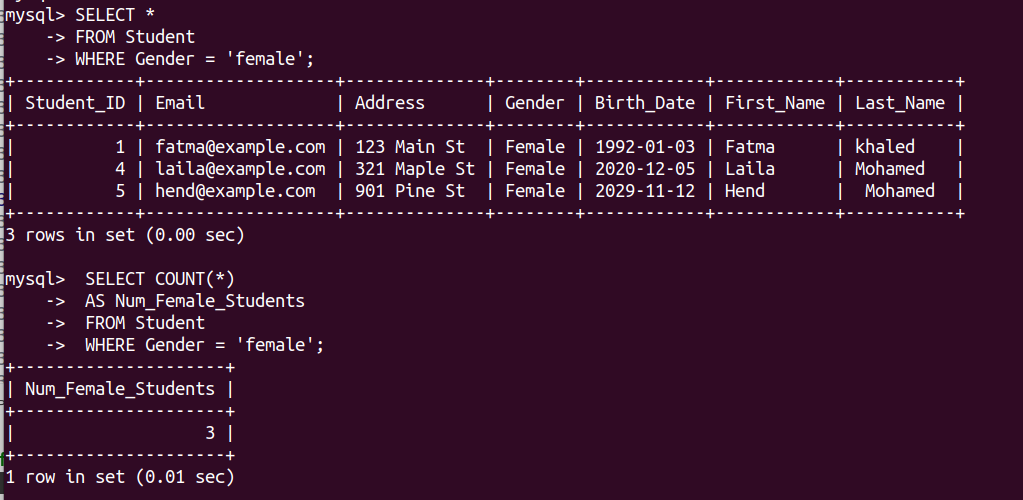 mysql> SELECT *
    -> FROM Student
    -> WHERE Gender = 'female';
+------------+-------------------+--------------+--------+------------+------------+-----------+
| Student_ID | Email             | Address      | Gender | Birth_Date | First_Name | Last_Name |
+------------+-------------------+--------------+--------+------------+------------+-----------+
|          1 | fatma@example.com | 123 Main St  | Female | 1992-01-03 | Fatma      | khaled    |
|          4 | laila@example.com | 321 Maple St | Female | 2020-12-05 | Laila      | Mohamed   |
|          5 | hend@example.com  | 901 Pine St  | Female | 2029-11-12 | Hend       |  Mohamed  |
+------------+-------------------+--------------+--------+------------+------------+-----------+
3 rows in set (0.00 sec)

mysql>  SELECT COUNT(*)
    ->  AS Num_Female_Students
    ->  FROM Student
    ->  WHERE Gender = 'female';
+---------------------+
| Num_Female_Students |
+---------------------+
|                   3 |
+---------------------+
1 row in set (0.01 sec)